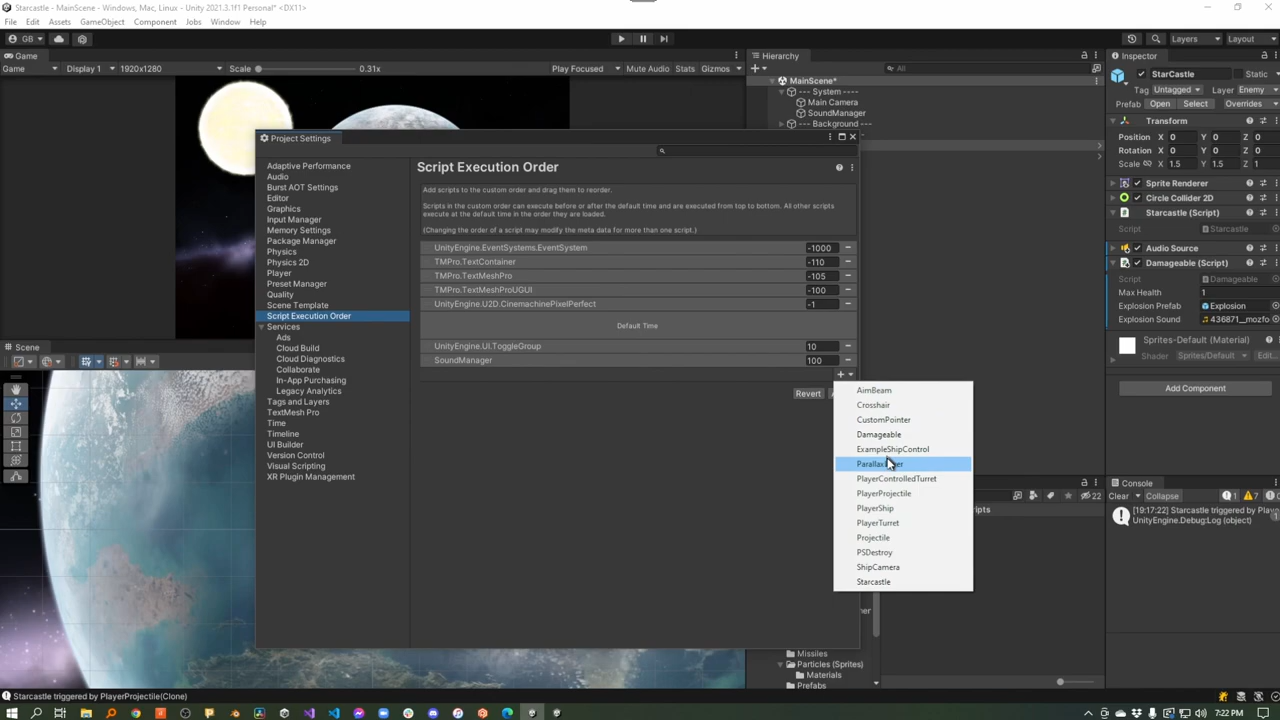 Starcastle - MainScene - Windows, Mac, Linux - Unity 2021.3.1f1 Personal* <DX11>
File Edit Assets GameObject Component Jobs Window Help
GB
Layers Layout
Game
Game Display 1 1920x1280 Scale 0.31x Play Focused Mute Audio Stats Gizmos
Hierarchy
All
MainScene*
--- System ----
Main Camera
SoundManager
--- Background ---
Project Settings
Adaptive Performance
Audio
Burst AOT Settings
Editor
Graphics
Input Manager
Memory Settings
Package Manager
Physics
Physics 2D
Player
Preset Manager
Quality
Scene Template
Script Execution Order
Services
Ads
Cloud Build
Cloud Diagnostics
Collaborate
In-App Purchasing
Legacy Analytics
Tags and Layers
TextMesh Pro
Time
Timeline
UI Builder
Version Control
Visual Scripting
XR Plugin Management
Script Execution Order
Add scripts to the custom order and drag them to reorder.
Scripts in the custom order can execute before or after the default time and are executed from top to bottom. All other scripts
execute at the default time in the order they are loaded.
(Changing the order of a script may modify the meta data for more than one script.)
UnityEngine.EventSystems.EventSystem -1000
TMPro.TextContainer -110
TMPro.TextMeshPro -105
TMPro.TextMeshProUGUI -100
UnityEngine.U2D.CinemachinePixelPerfect -1
Default Time
UnityEngine.UI.ToggleGroup 10
SoundManager 100
Revert
AimBeam
Crosshair
CustomPointer
Damageable
ExampleShipControl
PlayerControlledTurret
PlayerProjectile
PlayerShip
PlayerTurret
Projectile
PSDestroy
ShipCamera
Starcastle
Inspector
StarCastle Static
Tag Untagged Layer Enemy
Prefab Open Select Overrides
Transform
Position X 0 Y 0 Z 0
Rotation X 0 Y 0 Z 0
Scale X 1.5 Y 1.5 Z 1
Sprite Renderer
Circle Collider 2D
Starcastle (Script)
Script Starcastle
Audio Source
Damageable (Script)
Script Damageable
Max Health 1
Explosion Prefab Explosion
Explosion Sound 436871__mozfo
Sprites-Default (Material)
Shader Sprites/Default Edit...
Add Component
Scene
22
Missiles
Particles (Sprites)
Materials
Prefabs
Console
Clear Collapse 1 7
[19:17:22] Starcastle triggered by Playe
UnityEngine.Debug:Log (object)
Starcastle triggered by PlayerProjectile(Clone)
7:22 PM